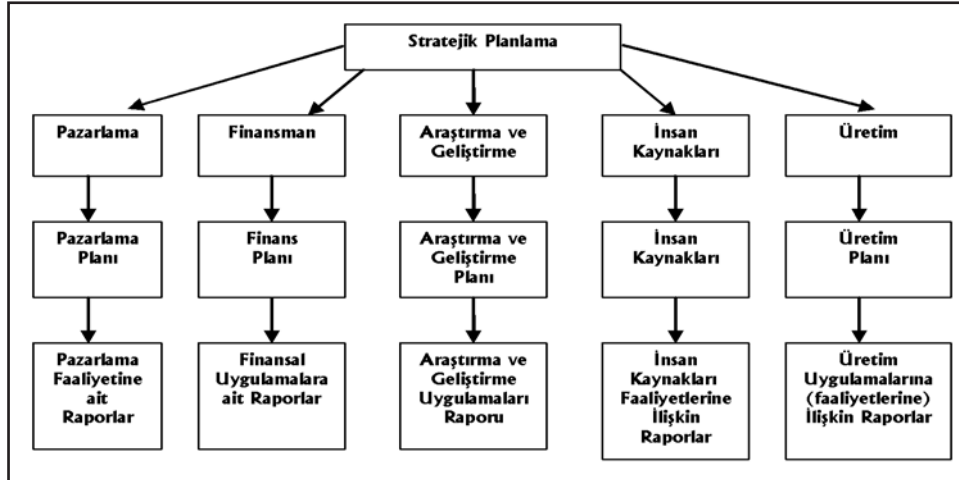 Stratejik Planlama
Pazarlama
Finansman
Araştırma ve
Geliştirme
İnsan
Kaynakları
Üretim
Pazarlama
Planı
Finans
Planı
Araştırma ve
Geliştirme
Planı
İnsan
Kaynakları
Üretim
Planı
Pazarlama
Faaliyetine
ait
Raporlar
Finansal
Uygulamalara
ait Raporlar
Araştırma ve
Geliştirme
Uygulamaları
Raporu
İnsan
Kaynakları
Faaliyetlerine
İlişkin
Raporlar
Üretim
Uygulamalarına
(faaliyetlerine)
İlişkin Raporlar